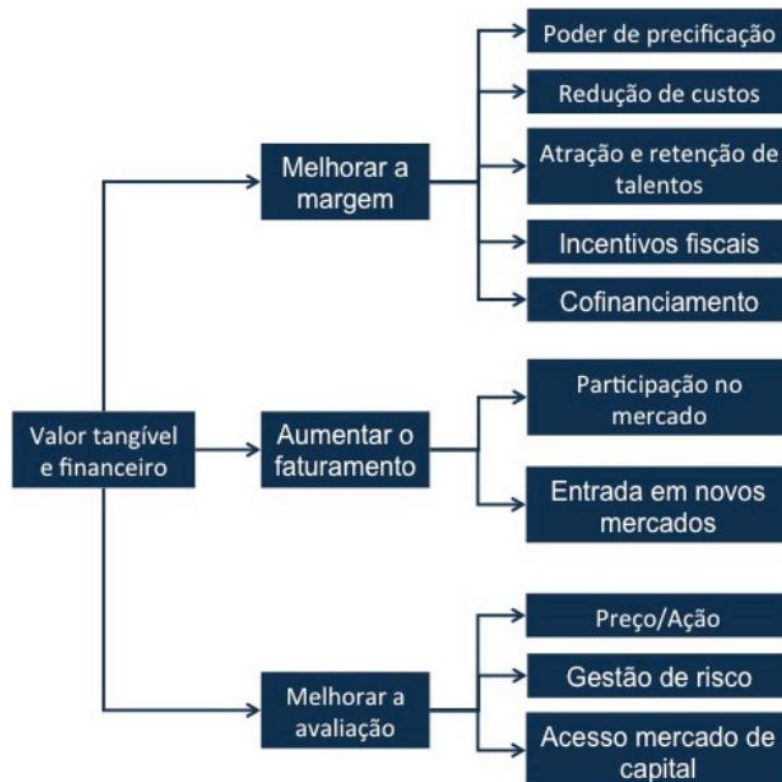 Poder de precificação
Redução de custos
Melhorar a
margem
Atração e retenção de
talentos
Incentivos fiscais
Cofinanciamento
Valor tangível
e financeiro
Aumentar o
faturamento
Participação no
mercado
Entrada em novos
mercados
Melhorar a
avaliação
Preço/Ação
Gestão de risco
Acesso mercado de
capital